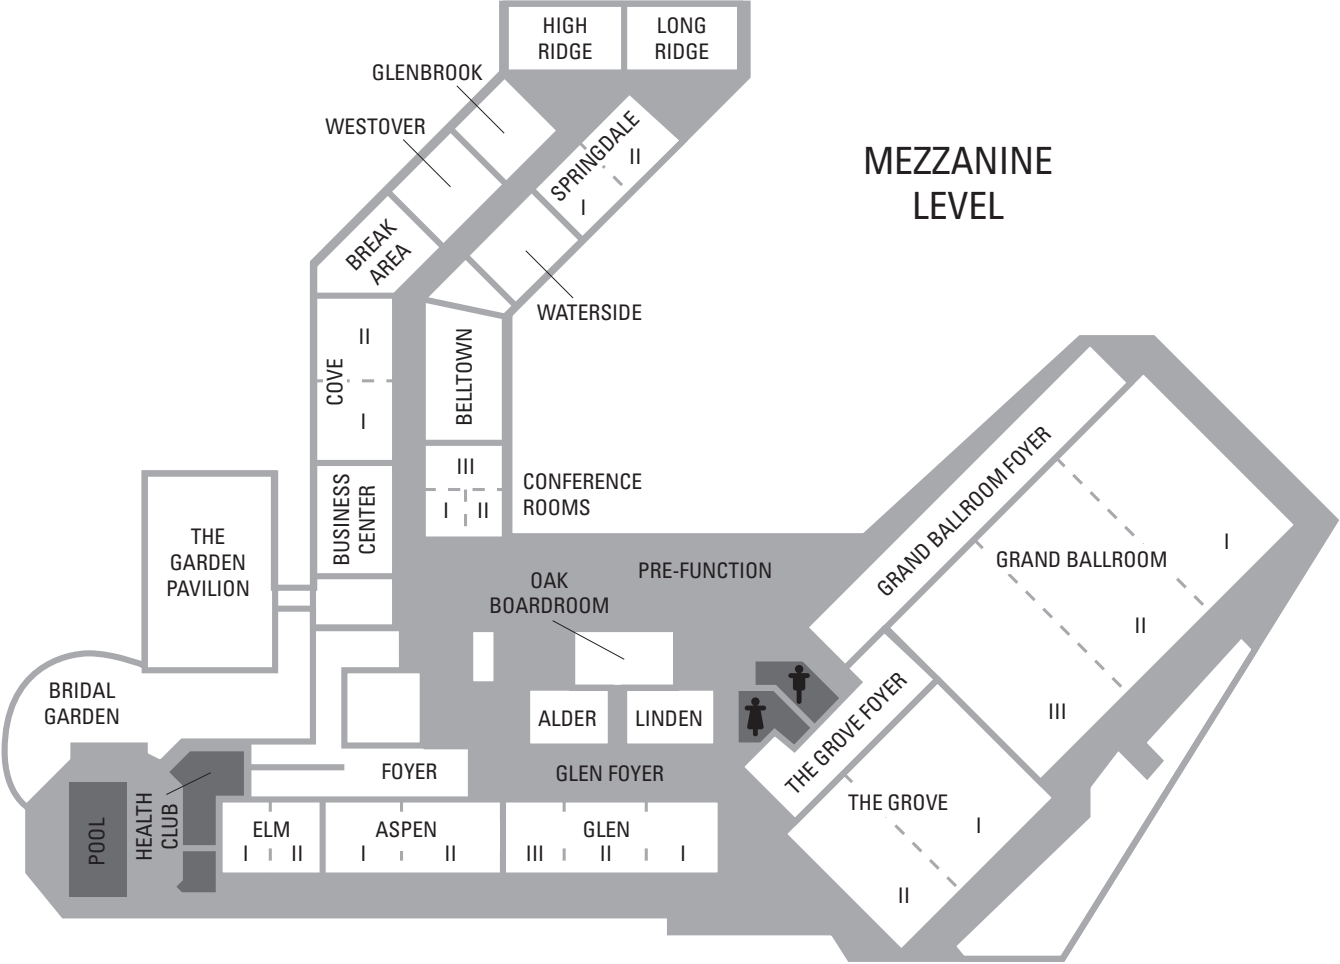 HIGH
RIDGE
LONG
RIDGE
GLENBROOK
WESTOVER
SPRINGDALE
II
I
MEZZANINE
LEVEL
BREAK
AREA
WATERSIDE
COVE
II
I
BELLTOWN
III
I
II
CONFERENCE
ROOMS
BUSINESS
CENTER
THE
GARDEN
PAVILION
PRE-FUNCTION
OAK
BOARDROOM
GRAND BALLROOM FOYER
GRAND BALLROOM
I
II
III
BRIDAL
GARDEN
ALDER
LINDEN
THE GROVE FOYER
FOYER
GLEN FOYER
THE GROVE
I
II
POOL
HEALTH
CLUB
ELM
I
II
ASPEN
I
II
GLEN
III
II
I